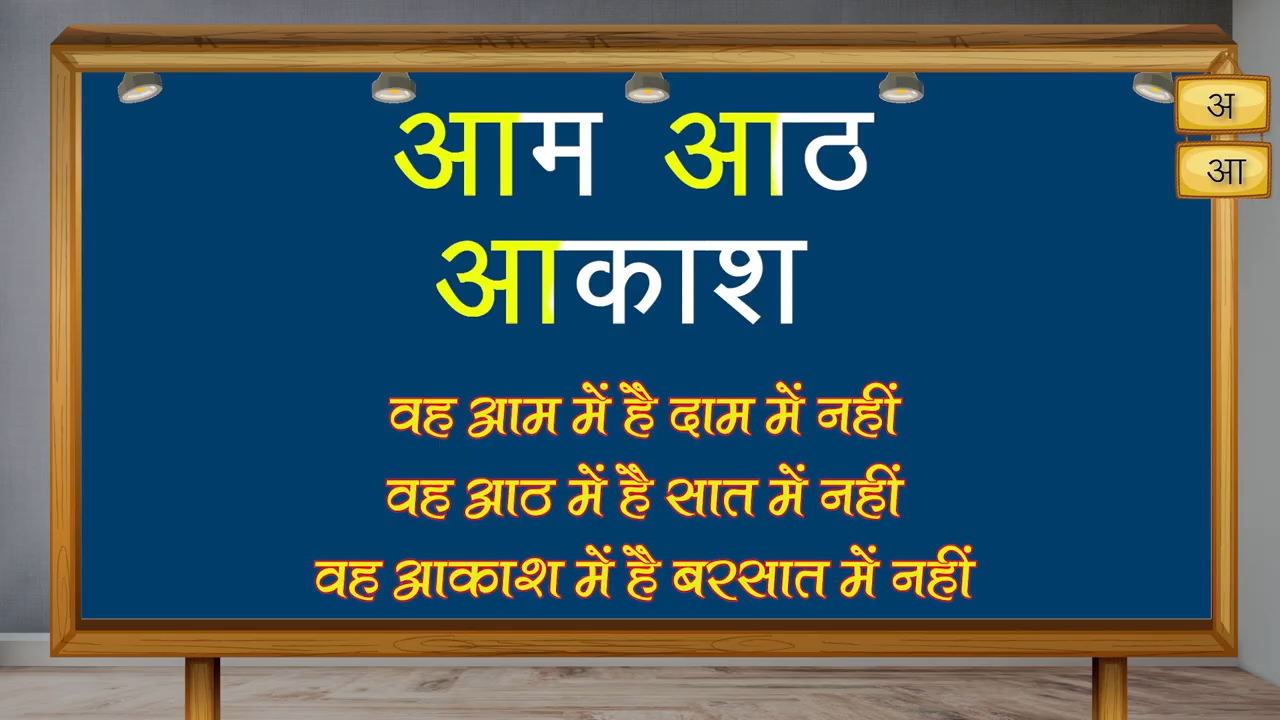 आम आठ
आकाश
वह आम में है दाम में नहीं
वह आठ में है सात में नहीं
वह आकाश में है बरसात में नहीं
अ
आ